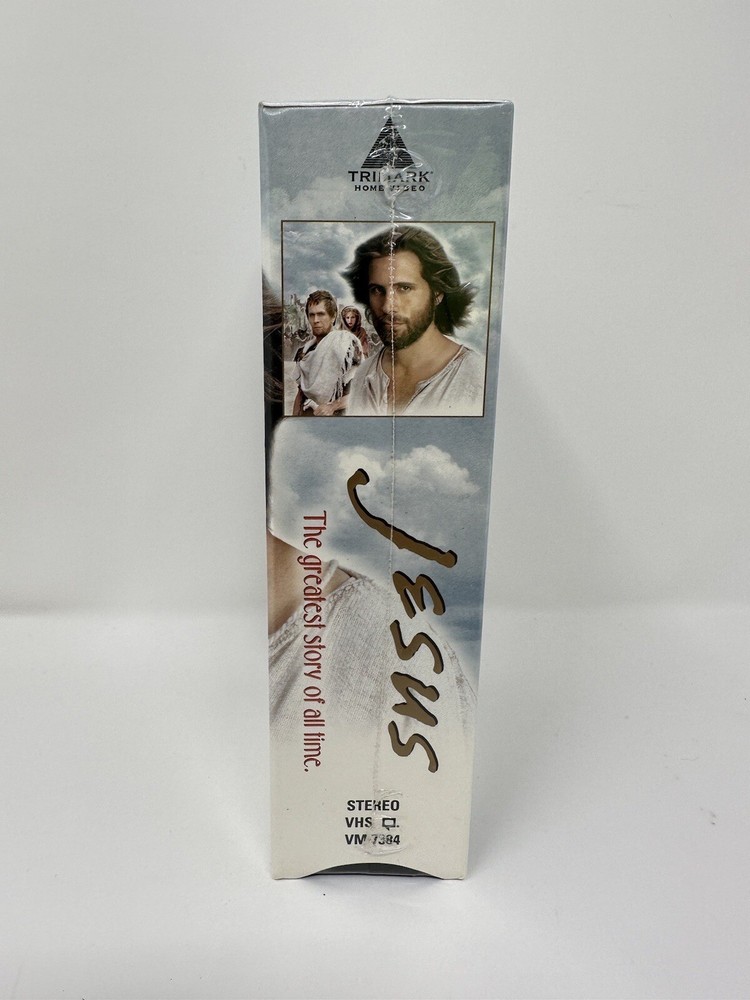 TRIMARK
HOME VIDEO
JESUS
The greatest story of all time.
STEREO
VHS
VM 7384